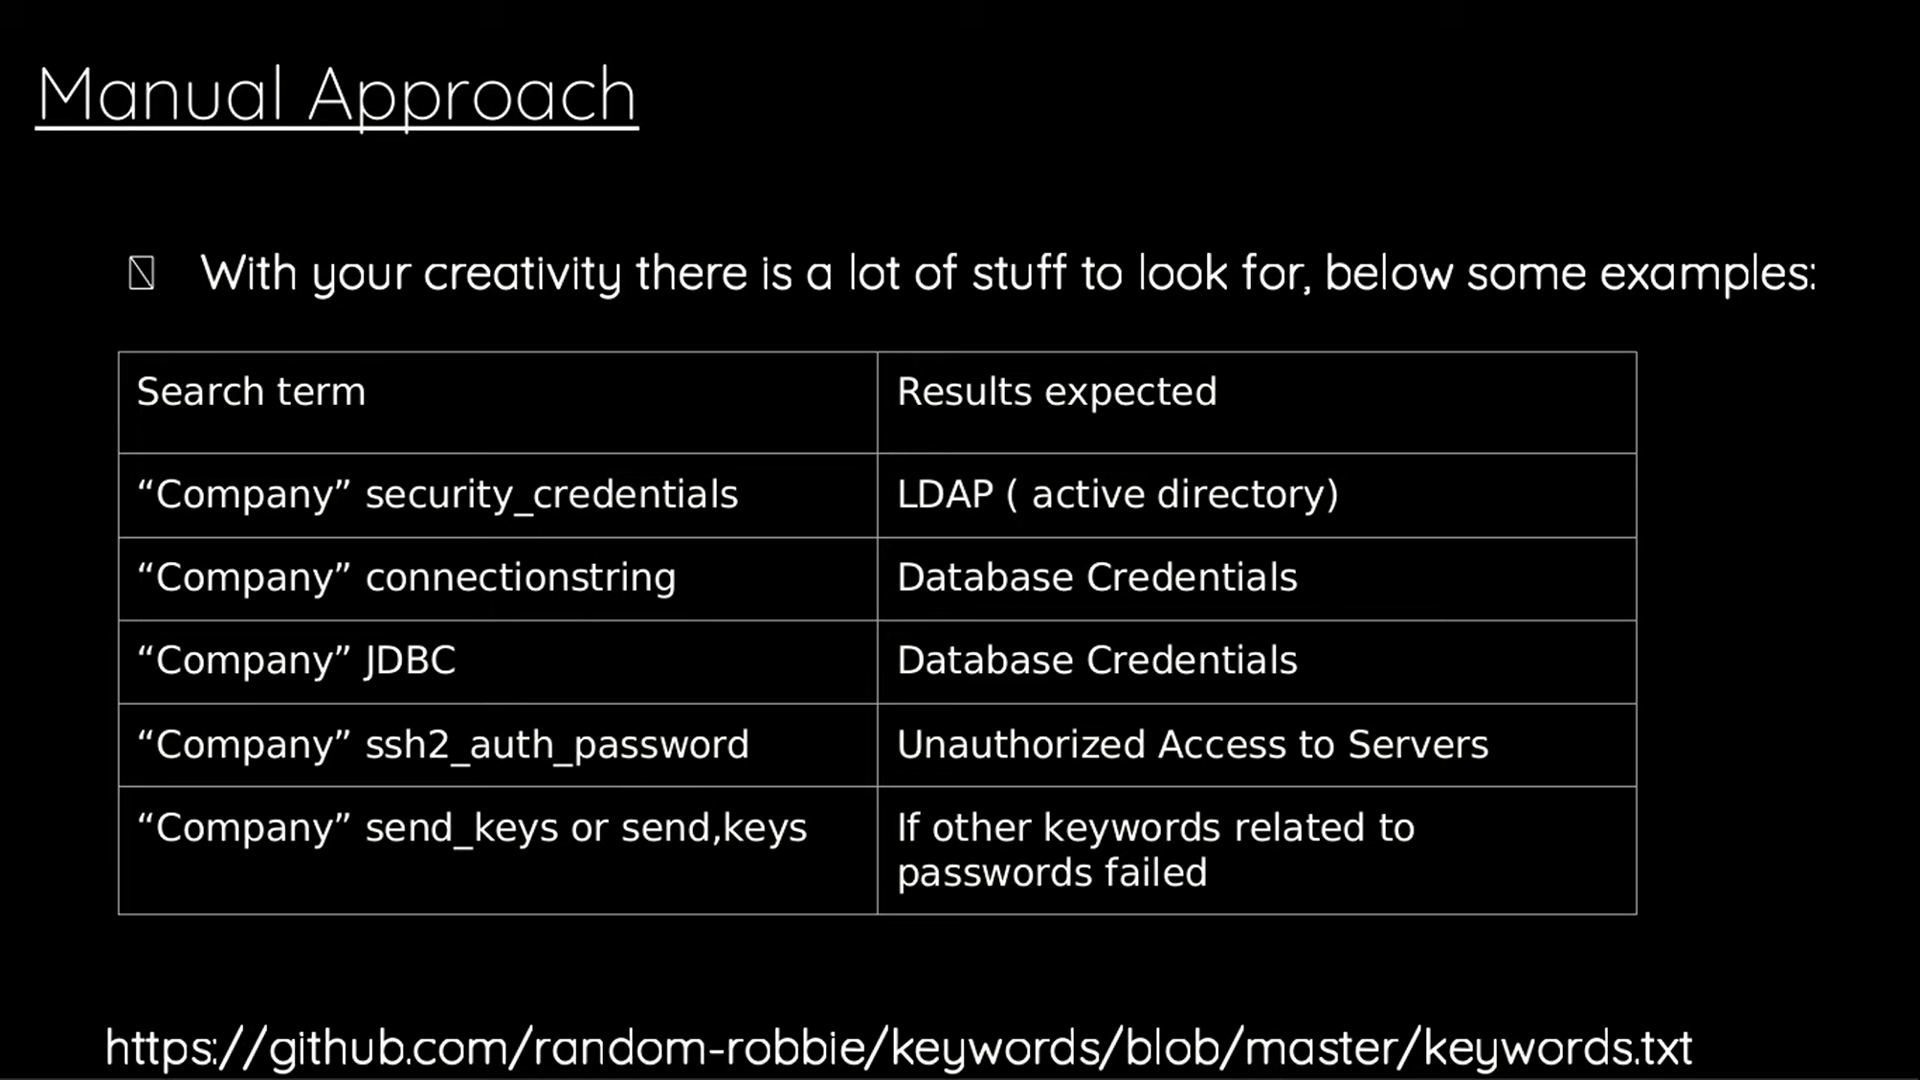 Manual Approach
With your creativity there is a lot of stuff to look for, below some examples:
Search term
Results expected
“Company” security_credentials
LDAP ( active directory)
“Company” connectionstring
Database Credentials
“Company” JDBC
Database Credentials
“Company” ssh2_auth_password
Unauthorized Access to Servers
“Company” send_keys or send,keys
If other keywords related to
passwords failed
https://github.com/random-robbie/keywords/blob/master/keywords.txt